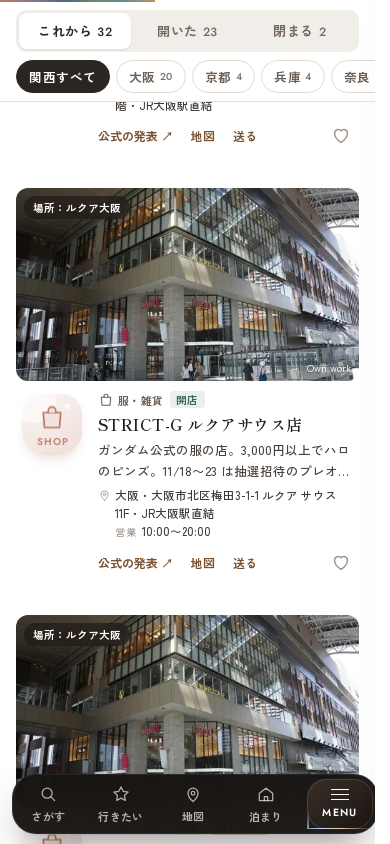 これから 32
開いた 23
閉まる 2
関西すべて
大阪 20
京都 4
兵庫 4
奈良
階・JR大阪駅直結
公式の発表 ↗ 地図 送る
場所：ルクア大阪
Own work
服・雑貨 開店
SHOP
STRICT-G ルクアサウス店
ガンダム公式の服の店。3,000円以上でハロ
のピンズ。11/18〜23 は抽選招待のプレオ…
大阪・大阪市北区梅田3-1-1 ルクア サウス
11F・JR大阪駅直結
営業 10:00〜20:00
公式の発表 ↗ 地図 送る
場所：ルクア大阪
さがす
行きたい
地図
泊まり
MENU